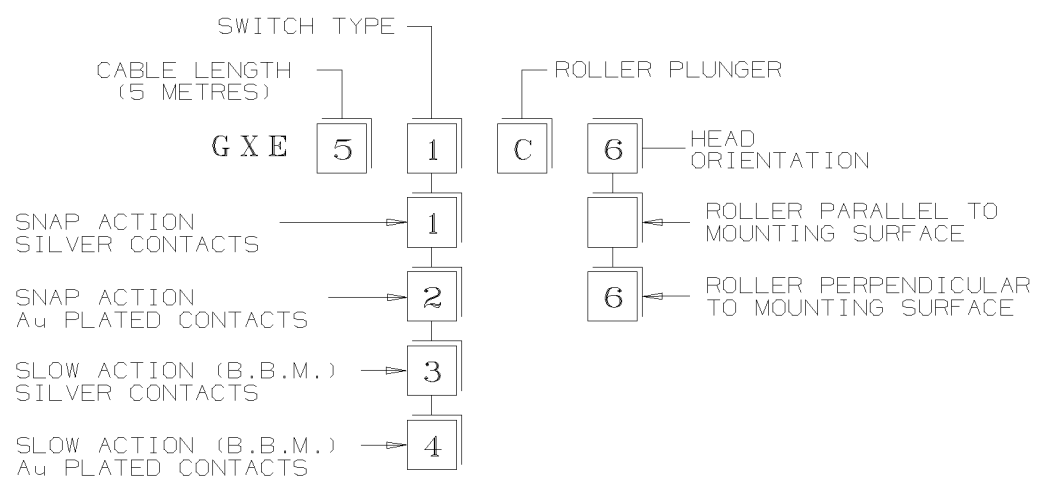 SWITCH TYPE
CABLE LENGTH
(5 METRES)
ROLLER PLUNGER
GXE 5 1 C 6
HEAD
ORIENTATION
SNAP ACTION
SILVER CONTACTS
1
ROLLER PARALLEL TO
MOUNTING SURFACE
SNAP ACTION
Au PLATED CONTACTS
2
6
ROLLER PERPENDICULAR
TO MOUNTING SURFACE
SLOW ACTION (B.B.M.)
SILVER CONTACTS
3
SLOW ACTION (B.B.M.)
Au PLATED CONTACTS
4